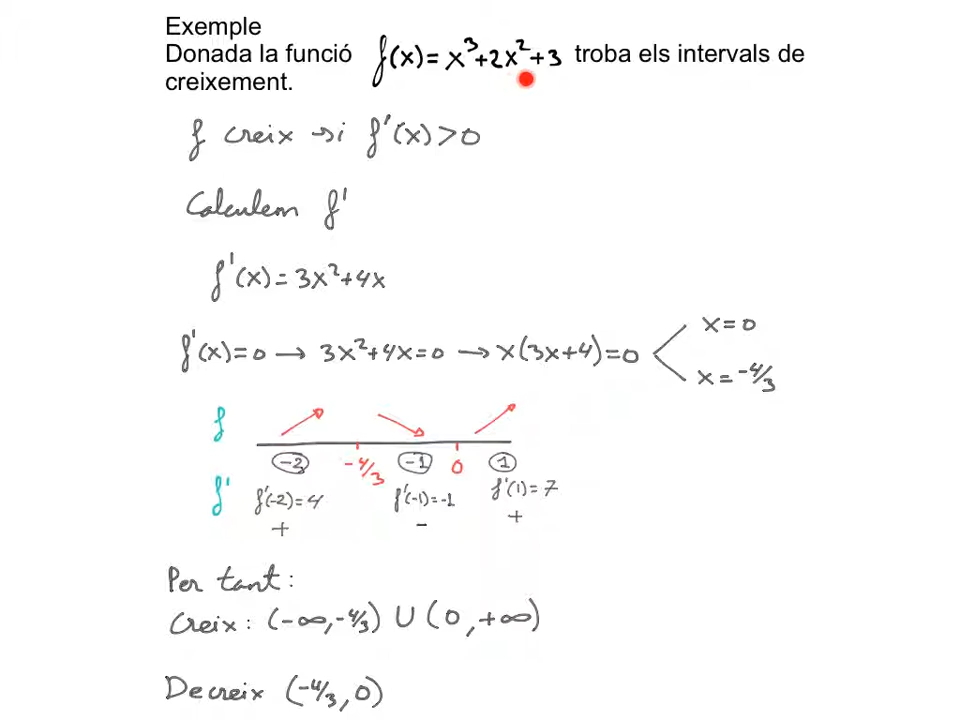 Exemple
Donada la funció f(x) = x³+2x²+3 troba els intervals de
creixement.
f creix si f'(x) > 0
Calculem f'
f'(x) = 3x²+4x
f'(x)=0 → 3x²+4x=0 → x(3x+4)=0
x=0
x=-4/3
f
-2 -4/3 -1 0 1
f' f'(-2)=4 f'(-1)=-1 f'(1)=7
+ - +
Per tant:
Creix: (-∞,-4/3) U (0,+∞)
Decreix (-4/3,0)